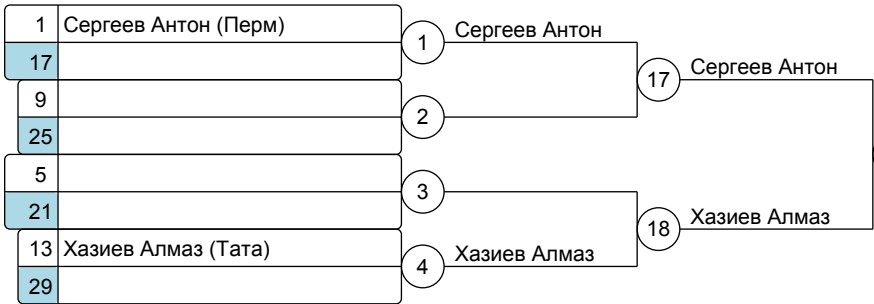 1 Сергеев Антон (Перм)
17
9
25
5
21
13 Хазиев Алмаз (Тата)
29
1 Сергеев Антон
2
3
4 Хазиев Алмаз
17 Сергеев Антон
18 Хазиев Алмаз